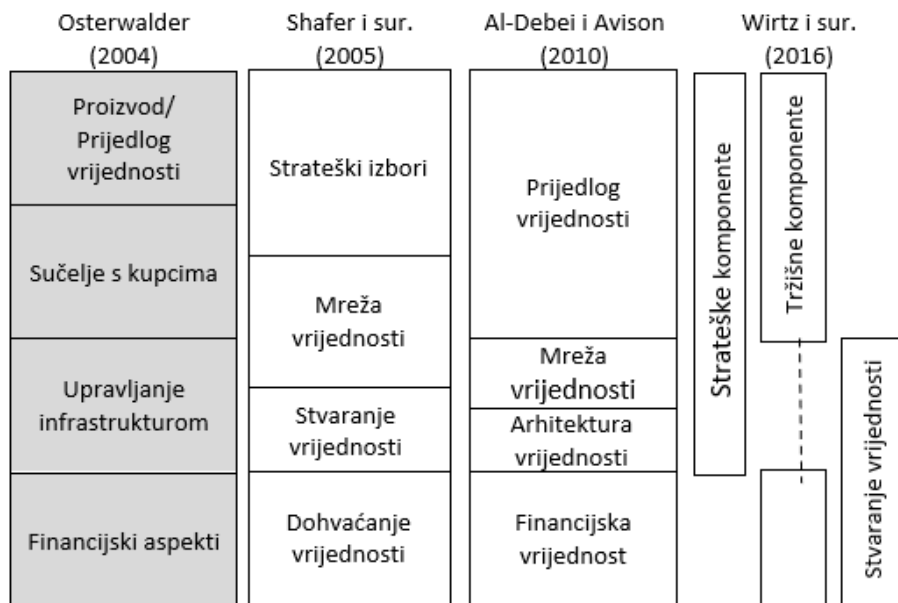 Osterwalder
(2004)
Shafer i sur.
(2005)
Al-Debei i Avison
(2010)
Wirtz i sur.
(2016)
Proizvod/
Prijedlog
vrijednosti
Sučelje s kupcima
Upravljanje
infrastrukturom
Financijski aspekti
Strateški izbori
Mreža
vrijednosti
Stvaranje
vrijednosti
Dohvaćanje
vrijednosti
Prijedlog
vrijednosti
Mreža
vrijednosti
Arhitektura
vrijednosti
Financijska
vrijednost
Strateške komponente
Tržišne komponente
Stvaranje vrijednosti